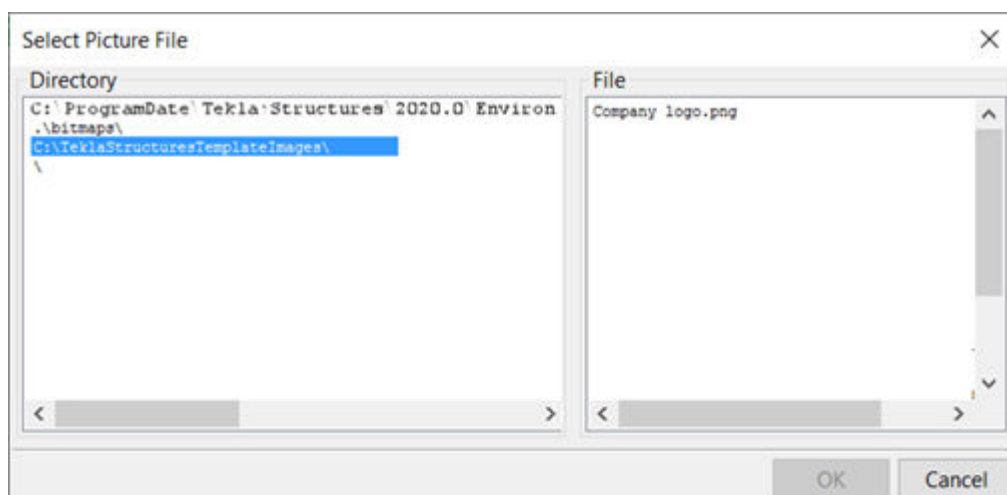 Select Picture File
Directory
C:\ProgramDate\Tekla·Structures\2020.0\Environ
.\bitmaps\
C:\TeklaStructuresTemplateImages\
\
File
Company logo.png
OK
Cancel